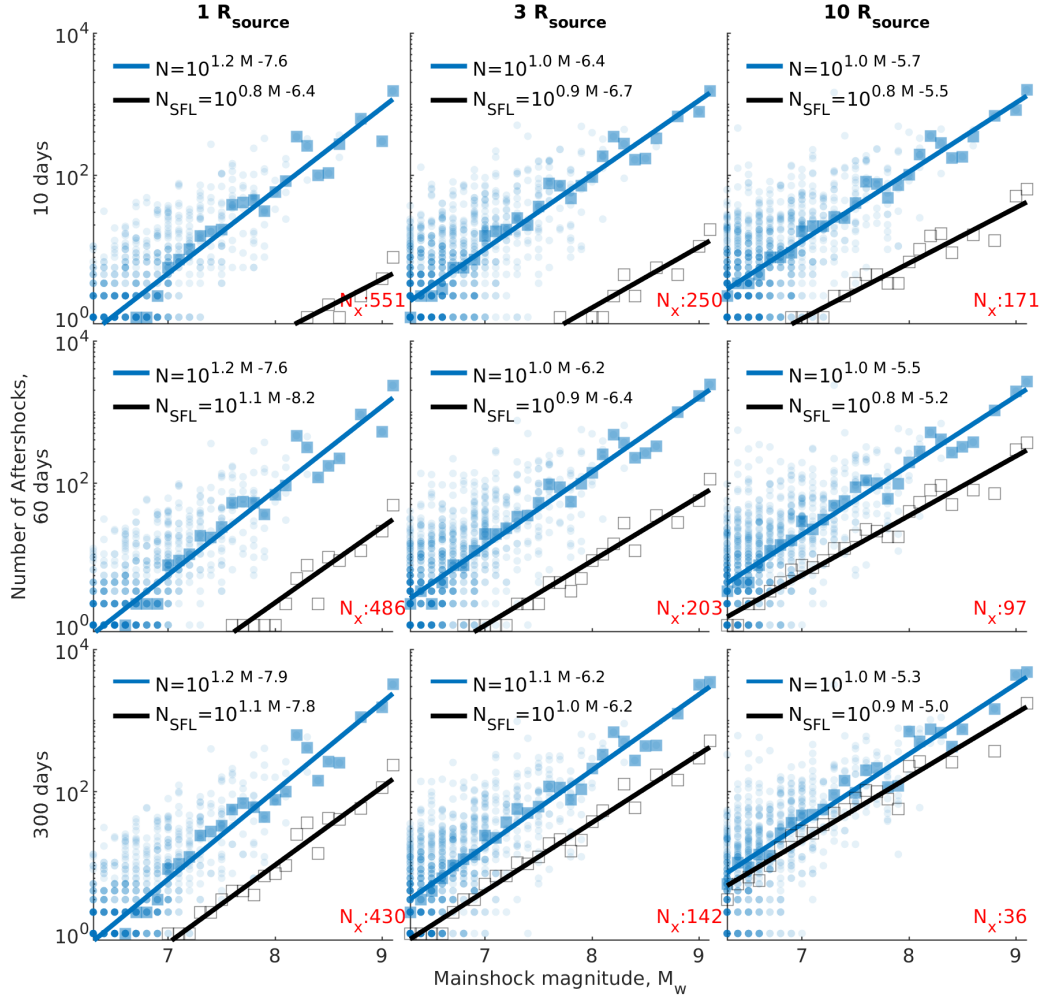 1 R_source
3 R_source
10 R_source
10^4
10^2
10^0
10 days
N=10^1.2 M -7.6
N_SFL=10^0.8 M -6.4
N_x:551
N=10^1.0 M -6.4
N_SFL=10^0.9 M -6.7
N_x:250
N=10^1.0 M -5.7
N_SFL=10^0.8 M -5.5
N_x:171
Number of Aftershocks,
60 days
10^4
10^2
10^0
N=10^1.2 M -7.6
N_SFL=10^1.1 M -8.2
N_x:486
N=10^1.0 M -6.2
N_SFL=10^0.9 M -6.4
N_x:203
N=10^1.0 M -5.5
N_SFL=10^0.8 M -5.2
N_x:97
300 days
10^4
10^2
10^0
N=10^1.2 M -7.9
N_SFL=10^1.1 M -7.8
N_x:430
N=10^1.1 M -6.2
N_SFL=10^1.0 M -6.2
N_x:142
N=10^1.0 M -5.3
N_SFL=10^0.9 M -5.0
N_x:36
7 8 9
7 8 9
7 8 9
Mainshock magnitude, M_w